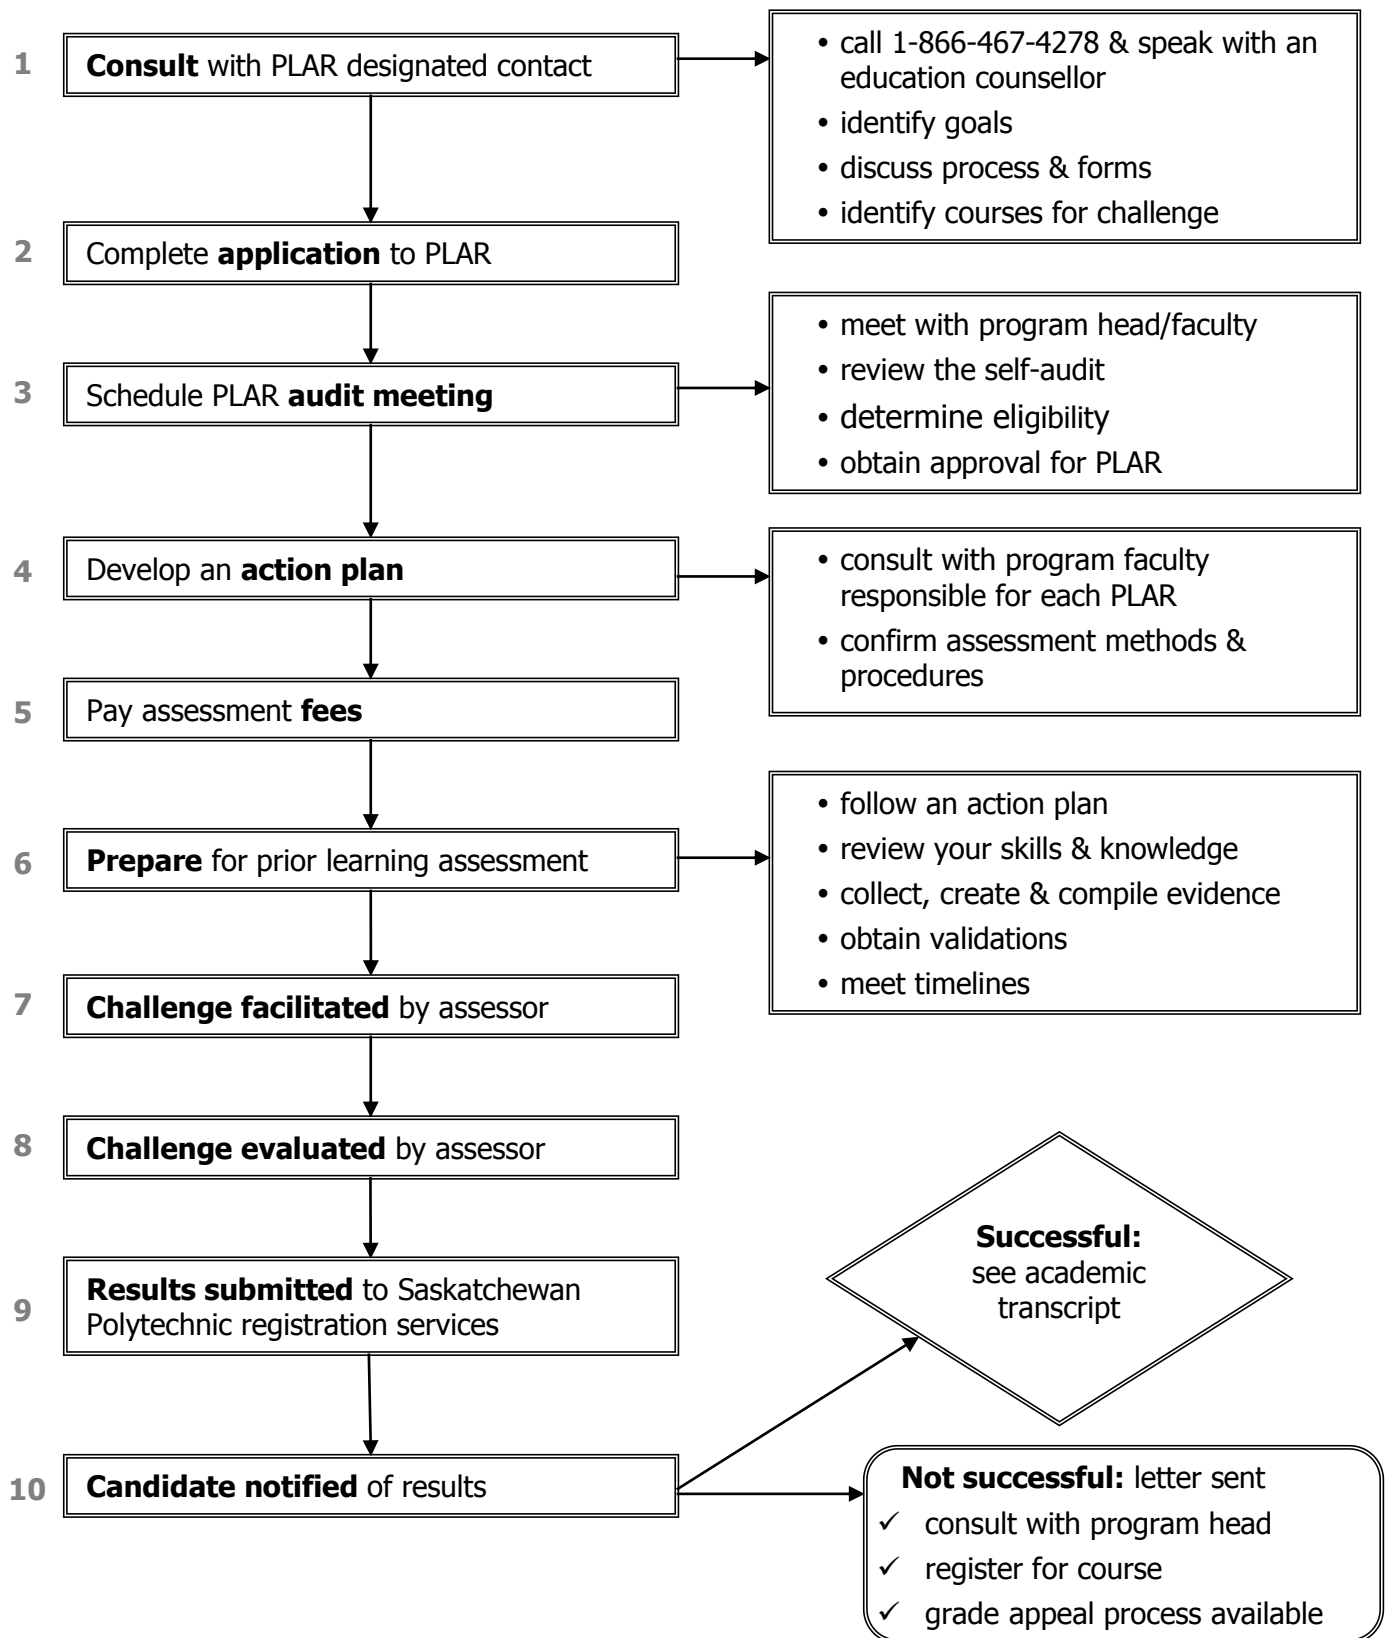 1
Consult with PLAR designated contact
• call 1-866-467-4278 & speak with an
education counsellor
• identify goals
• discuss process & forms
• identify courses for challenge
2
Complete application to PLAR
3
Schedule PLAR audit meeting
• meet with program head/faculty
• review the self-audit
• determine eligibility
• obtain approval for PLAR
4
Develop an action plan
• consult with program faculty
responsible for each PLAR
• confirm assessment methods &
procedures
5
Pay assessment fees
6
Prepare for prior learning assessment
• follow an action plan
• review your skills & knowledge
• collect, create & compile evidence
• obtain validations
• meet timelines
7
Challenge facilitated by assessor
8
Challenge evaluated by assessor
9
Results submitted to Saskatchewan
Polytechnic registration services
10
Candidate notified of results
Successful:
see academic
transcript
Not successful: letter sent
✓ consult with program head
✓ register for course
✓ grade appeal process available